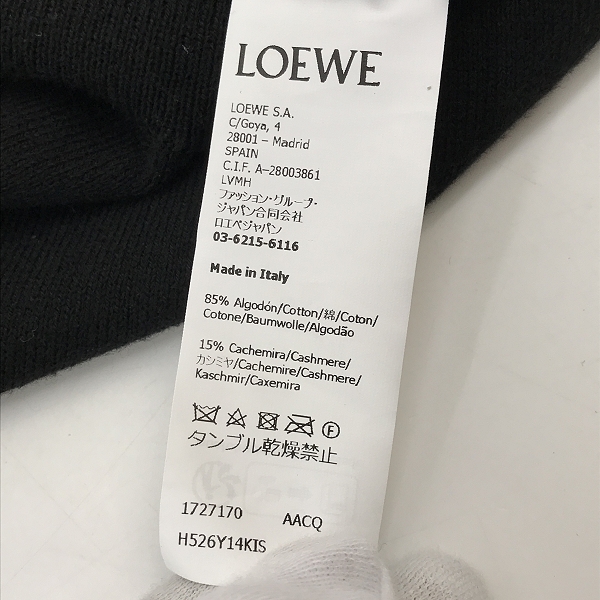 LOEWE
LOEWE S.A.
C/Goya, 4
28001 – Madrid
SPAIN
C.I.F. A–28003861
LVMH
ファッション・グループ・
ジャパン合同会社
ロエベジャパン
03-6215-6116
Made in Italy
85% Algodón/Cotton/綿/Coton/
Cotone/Baumwolle/Algodão
15% Cachemira/Cashmere/
カシミヤ/Cachemire/Cashmere/
Kaschmir/Caxemira
F
タンブル乾燥禁止
1727170 AACQ
H526Y14KIS